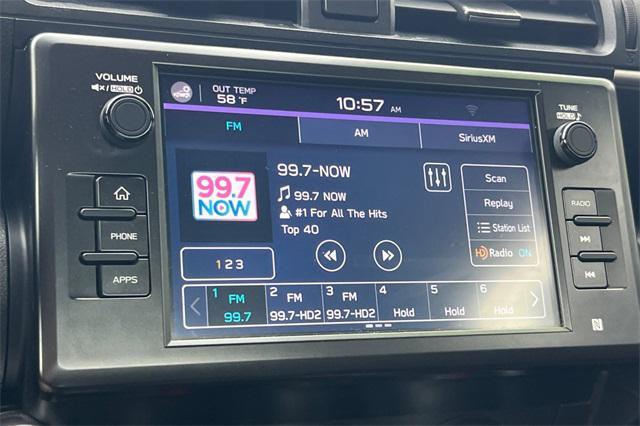 VOLUME
HOLD
OUT TEMP
58 °F
10:57 AM
FM
AM
SiriusXM
TUNE
HOLD
99.7
NOW
99.7-NOW
99.7 NOW
#1 For All The Hits
Top 40
Scan
Replay
Station List
HD Radio ON
1 2 3
1 FM
99.7
2 FM
99.7-HD2
3 FM
99.7-HD2
4
Hold
5
Hold
6
Hold
PHONE
APPS
RADIO